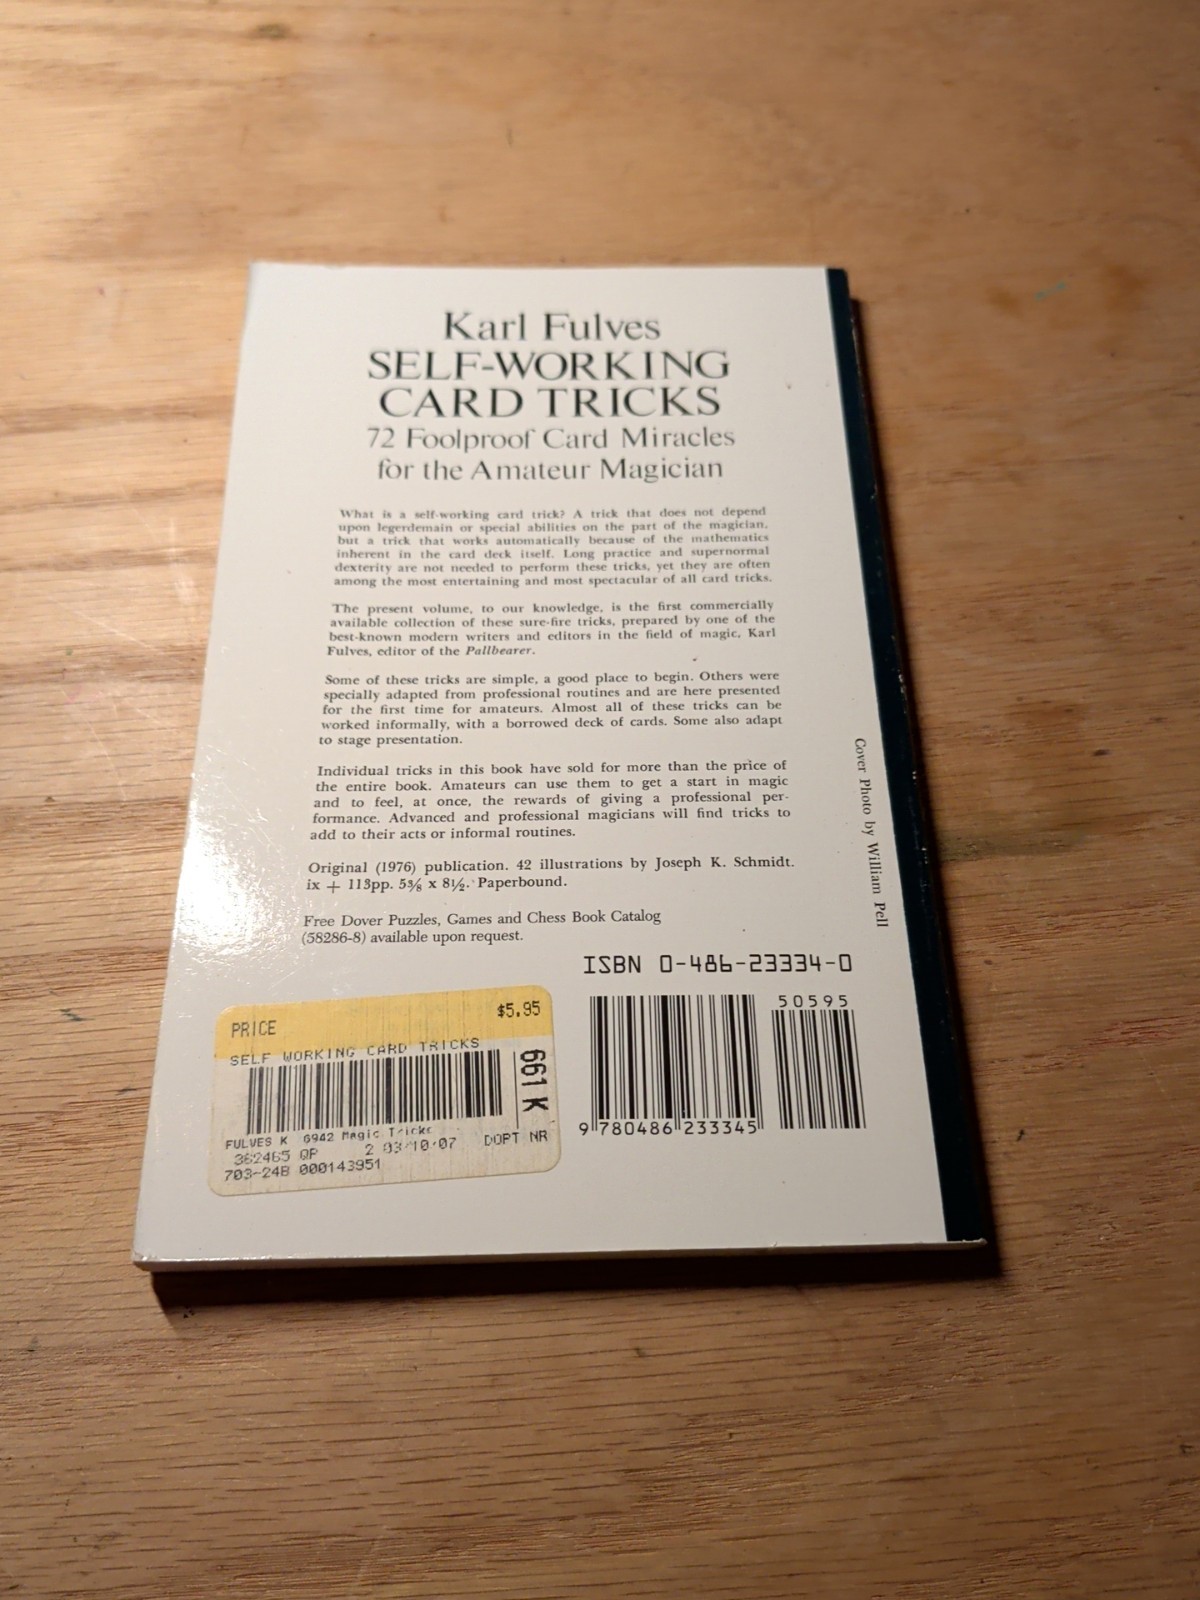 Karl Fulves
SELF-WORKING
CARD TRICKS
72 Foolproof Card Miracles
for the Amateur Magician
What is a self-working card trick? A trick that does not depend
upon legerdemain or special abilities on the part of the magician,
but a trick that works automatically because of the mathematics
inherent in the card deck itself. Long practice and supernormal
dexterity are not needed to perform these tricks, yet they are often
among the most entertaining and most spectacular of all card tricks.
The present volume, to our knowledge, is the first commercially
available collection of these sure-fire tricks, prepared by one of the
best-known modern writers and editors in the field of magic, Karl
Fulves, editor of the Pallbearer.
Some of these tricks are simple, a good place to begin. Others were
specially adapted from professional routines and are here presented
for the first time for amateurs. Almost all of these tricks can be
worked informally, with a borrowed deck of cards. Some also adapt
to stage presentation.
Individual tricks in this book have sold for more than the price of
the entire book. Amateurs can use them to get a start in magic
and to feel, at once, the rewards of giving a professional per-
formance. Advanced and professional magicians will find tricks to
add to their acts or informal routines.
Original (1976) publication. 42 illustrations by Joseph K. Schmidt.
ix + 113pp. 5⅜ x 8½. Paperbound.
Free Dover Puzzles, Games and Chess Book Catalog
(58286-8) available upon request.
Cover Photo by William Pell
ISBN 0-486-23334-0
50595
9 780486 233345
PRICE $5.95
SELF WORKING CARD TRICKS
661 K
FULVES K G942 Magic Tricks
362465 QP 2 03/10/07 DOPT NR
703-24B 000143951